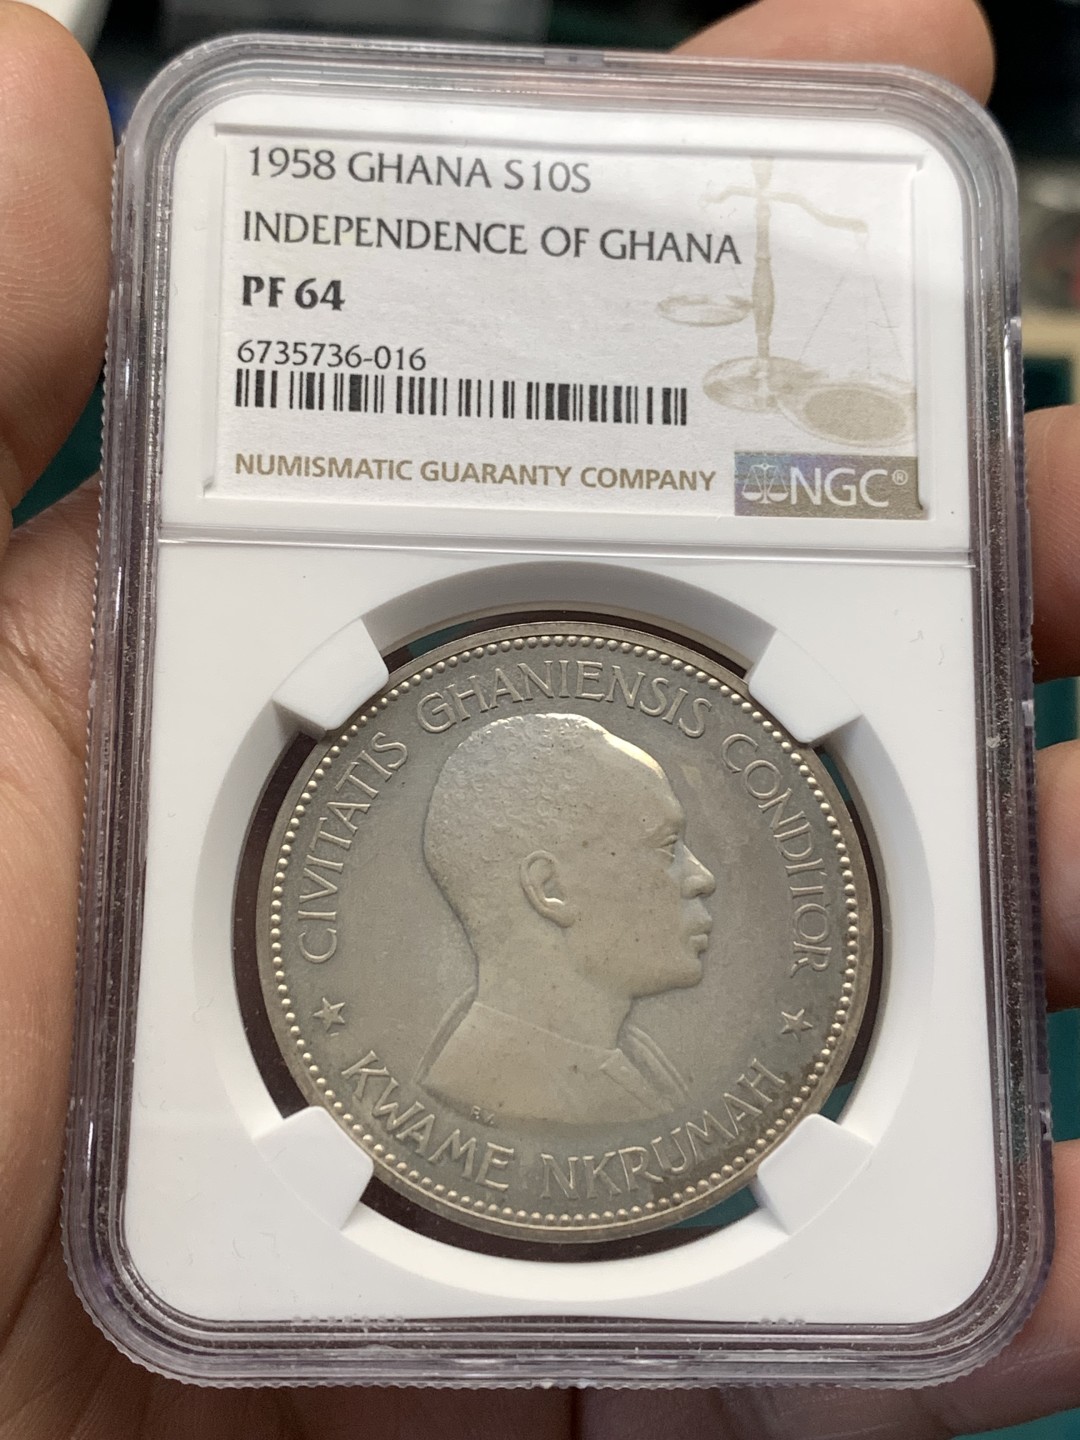 1958 GHANA S10S
INDEPENDENCE OF GHANA
PF 64
6735736-016
NUMISMATIC GUARANTY COMPANY
NGC®
CIVITATIS GHANIENSIS CONDITOR
★ KWAME NKRUMAH ★